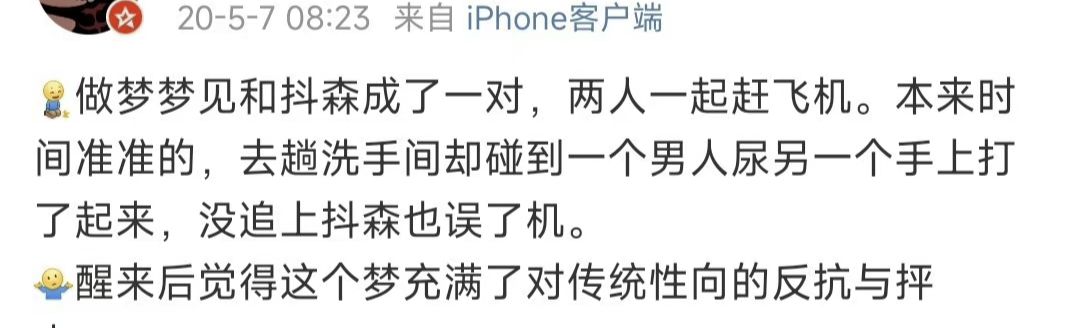 20-5-7 08:23 来自 iPhone客户端
做梦梦见和抖森成了一对，两人一起赶飞机。本来时
间准准的，去趟洗手间却碰到一个男人尿另一个手上打
了起来，没追上抖森也误了机。
🤷醒来后觉得这个梦充满了对传统性向的反抗与抨